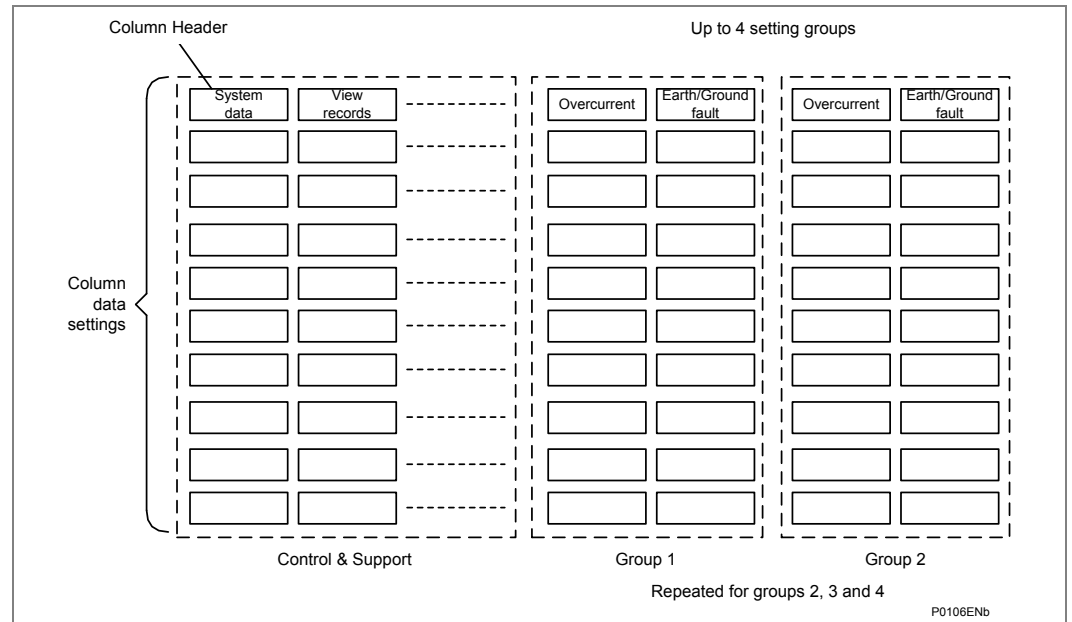 Column Header
Up to 4 setting groups
System
data
View
records
Overcurrent
Earth/Ground
fault
Overcurrent
Earth/Ground
fault
Column
data
settings
Control & Support
Group 1
Group 2
Repeated for groups 2, 3 and 4
P0106ENb